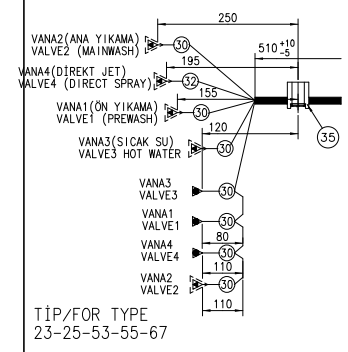 250
VANA2(ANA YIKAMA)
VALVE2 (MAINWASH)
30
510 +10 -5
195
VANA4(DİREKT JET)
VALVE4 (DIRECT SPRAY)
32
155
VANA1(ÖN YIKAMA)
VALVE1 (PREWASH)
30
120
35
VANA3(SICAK SU)
VALVE3 HOT WATER
30
VANA3
VALVE3
30
VANA1
VALVE1
30
80
VANA4
VALVE4
30
110
VANA2
VALVE2
30
110
TİP/FOR TYPE
23-25-53-55-67